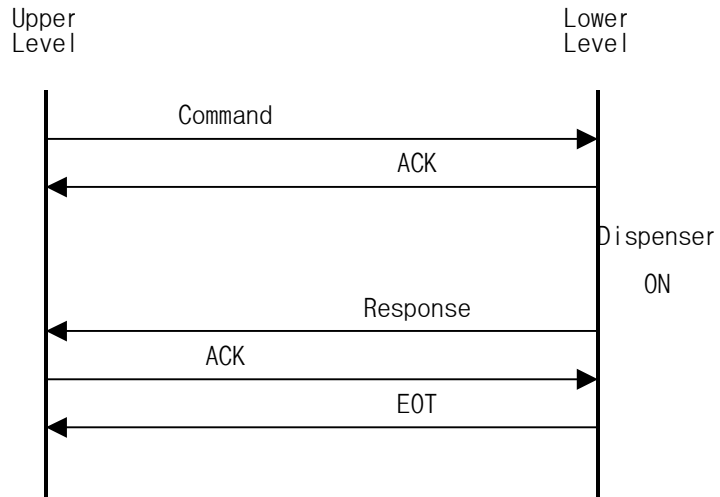 Upper
Level
Lower
Level
Command
ACK
Dispenser
ON
Response
ACK
EOT